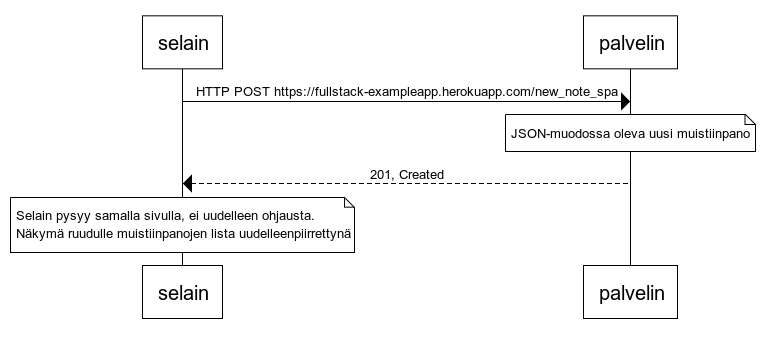 selain
palvelin
HTTP POST https://fullstack-exampleapp.herokuapp.com/new_note_spa
JSON-muodossa oleva uusi muistiinpano
201, Created
Selain pysyy samalla sivulla, ei uudelleen ohjausta.
Näkymä ruudulle muistiinpanojen lista uudelleenpiirrettynä
selain
palvelin